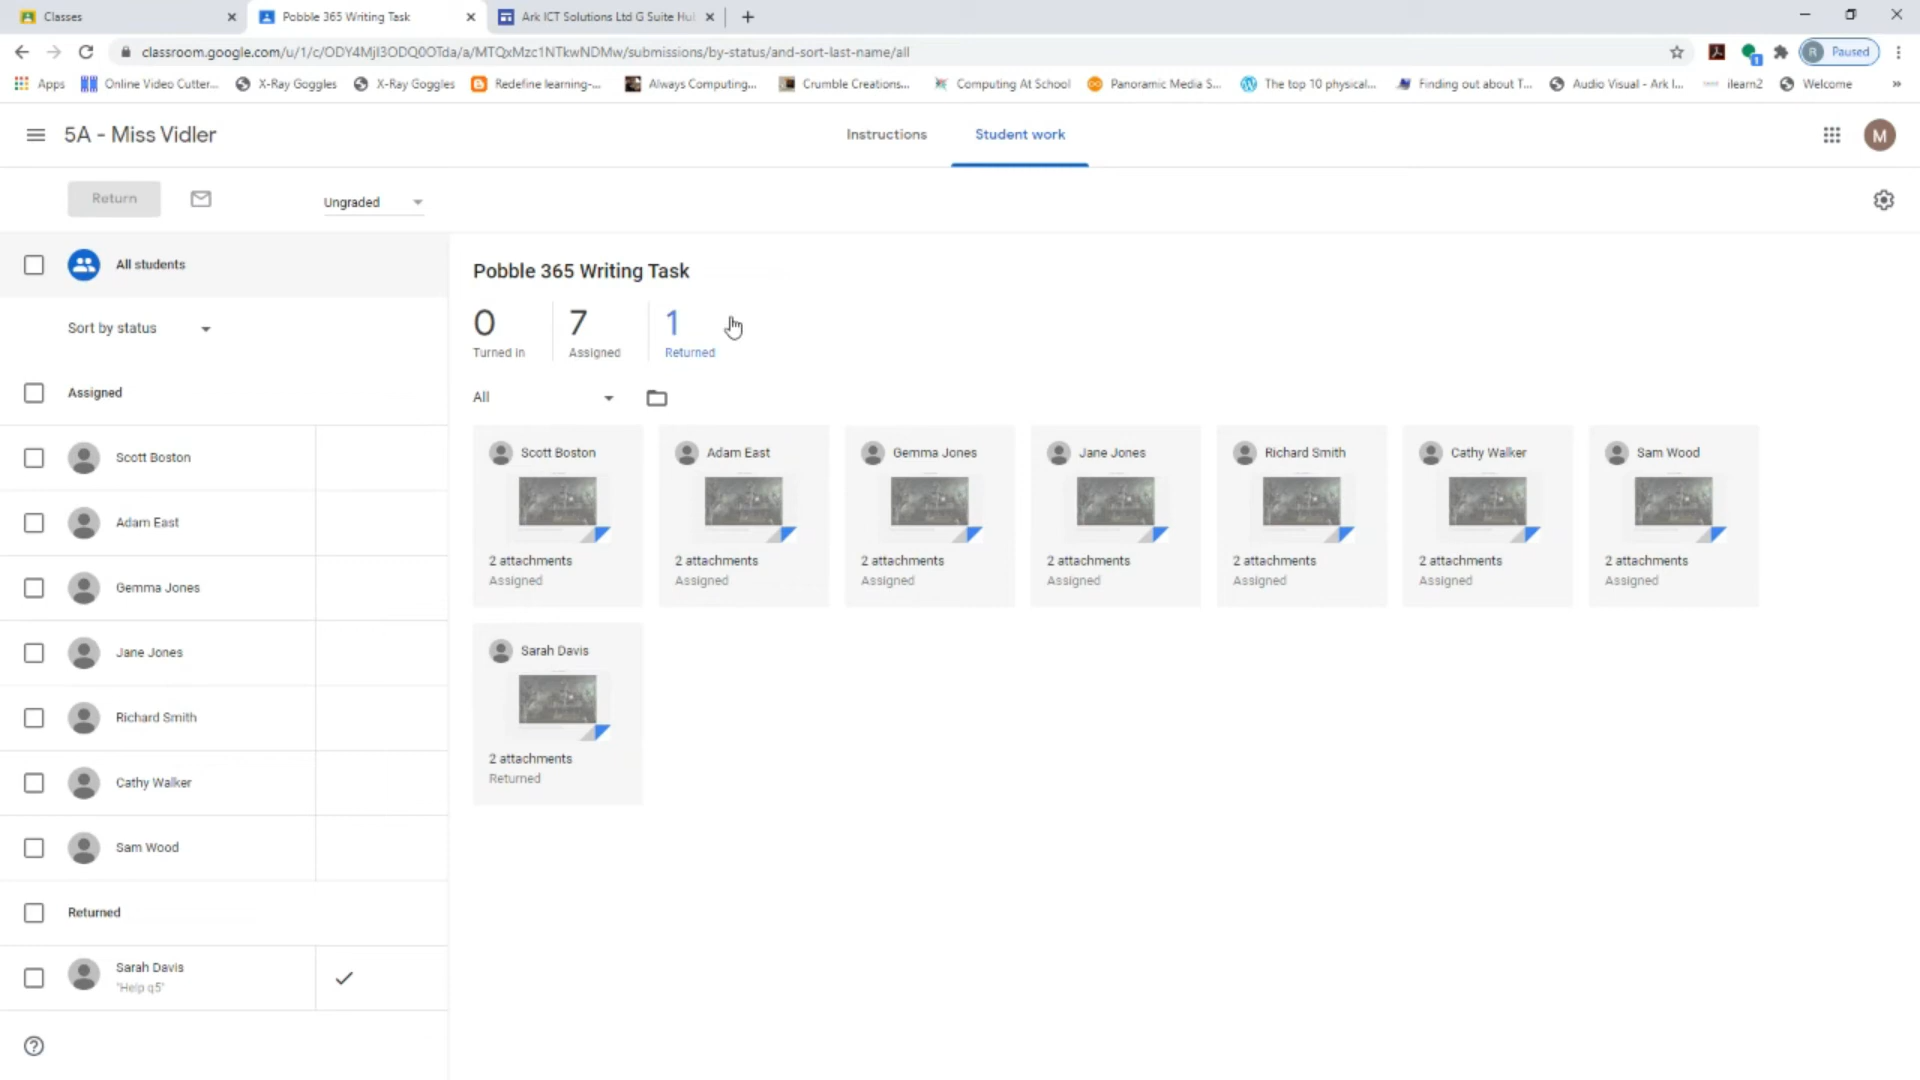 Classes
Pobble 365 Writing Task
Ark ICT Solutions Ltd G Suite Hu
classroom.google.com/u/1/c/ODY4MjI3ODQ0OTda/a/MTQxMzc1NTkwNDMw/submissions/by-status/and-sort-last-name/all
R Paused
Apps
Online Video Cutter...
X-Ray Goggles
X-Ray Goggles
Redefine learning-...
Always Computing...
Crumble Creations...
Computing At School
Panoramic Media S...
The top 10 physical...
Finding out about T...
Audio Visual - Ark I...
ilearn2
Welcome
»
5A - Miss Vidler
Instructions
Student work
M
Return
Ungraded
All students
Sort by status
Assigned
Scott Boston
Adam East
Gemma Jones
Jane Jones
Richard Smith
Cathy Walker
Sam Wood
Returned
Sarah Davis
"Help q5"
Pobble 365 Writing Task
0 7 1
Turned in Assigned Returned
All
Scott Boston
2 attachments
Assigned
Adam East
2 attachments
Assigned
Gemma Jones
2 attachments
Assigned
Jane Jones
2 attachments
Assigned
Richard Smith
2 attachments
Assigned
Cathy Walker
2 attachments
Assigned
Sam Wood
2 attachments
Assigned
Sarah Davis
2 attachments
Returned